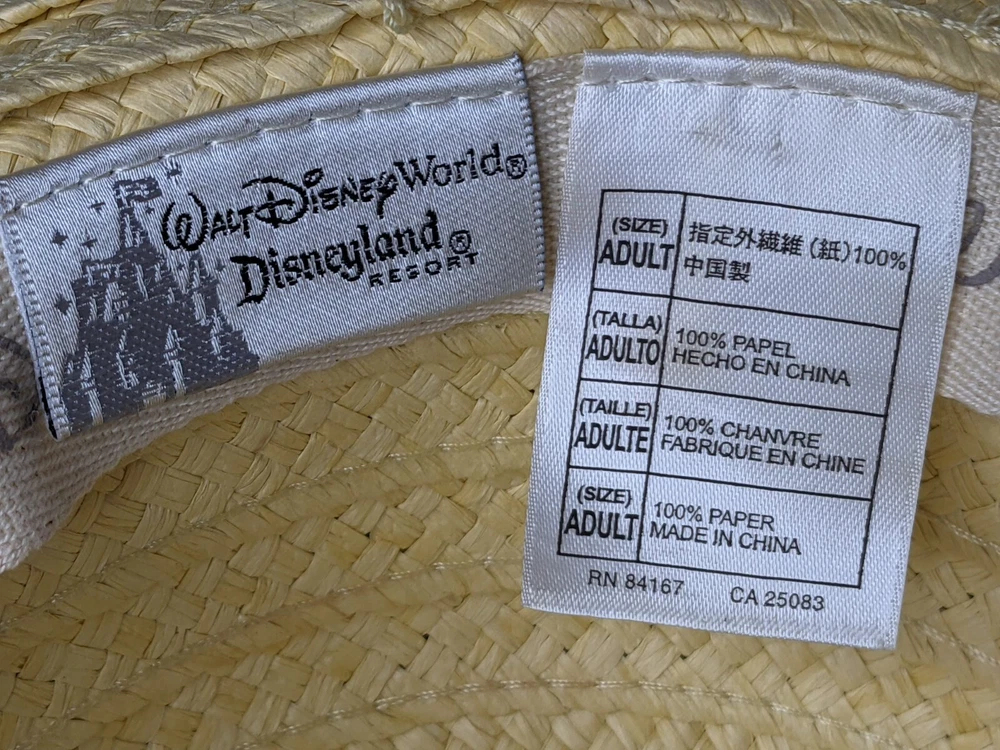 WALT DISNEY World®
Disneyland®
RESORT
(SIZE)
ADULT
指定外繊維（紙）100%
中国製
(TALLA)
ADULTO
100% PAPEL
HECHO EN CHINA
(TAILLE)
ADULTE
100% CHANVRE
FABRIQUE EN CHINE
(SIZE)
ADULT
100% PAPER
MADE IN CHINA
RN 84167 CA 25083